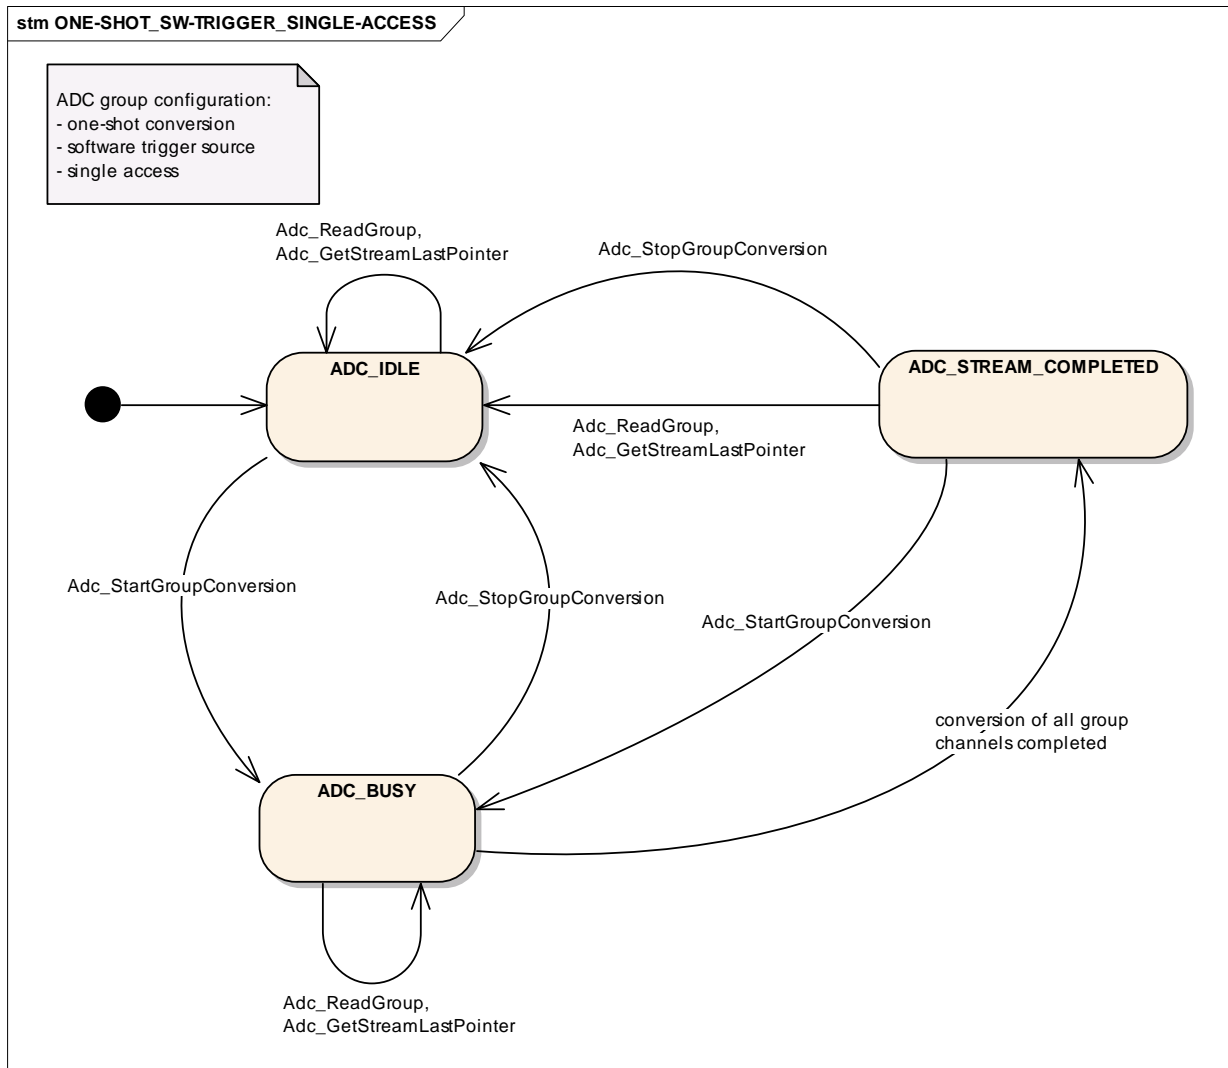 stm ONE-SHOT_SW-TRIGGER_SINGLE-ACCESS
ADC group configuration:
- one-shot conversion
- software trigger source
- single access
Adc_ReadGroup,
Adc_GetStreamLastPointer
Adc_StopGroupConversion
ADC_IDLE
ADC_STREAM_COMPLETED
Adc_ReadGroup,
Adc_GetStreamLastPointer
Adc_StartGroupConversion
Adc_StopGroupConversion
Adc_StartGroupConversion
conversion of all group
channels completed
ADC_BUSY
Adc_ReadGroup,
Adc_GetStreamLastPointer